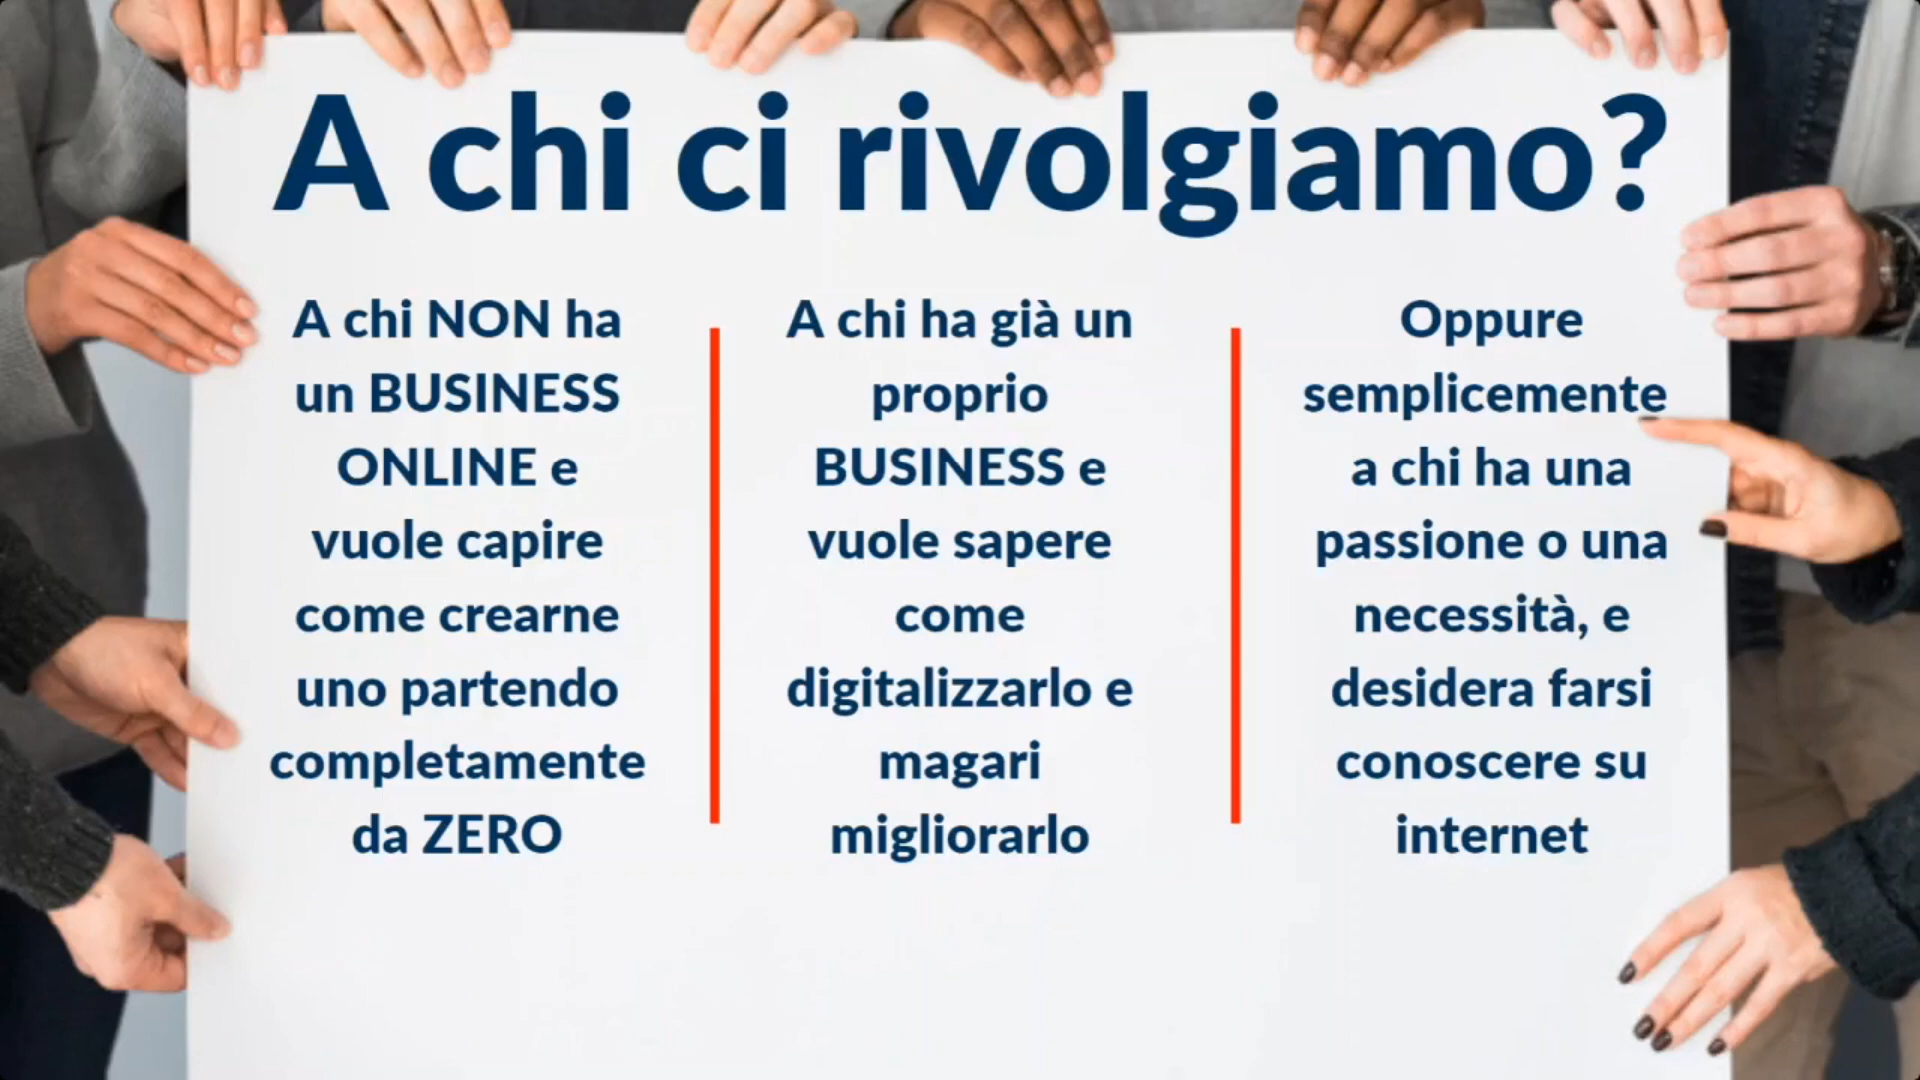 A chi ci rivolgiamo?
A chi NON ha
un BUSINESS
ONLINE e
vuole capire
come crearne
uno partendo
completamente
da ZERO
A chi ha già un
proprio
BUSINESS e
vuole sapere
come
digitalizzarlo e
magari
migliorarlo
Oppure
semplicemente
a chi ha una
passione o una
necessità, e
desidera farsi
conoscere su
internet